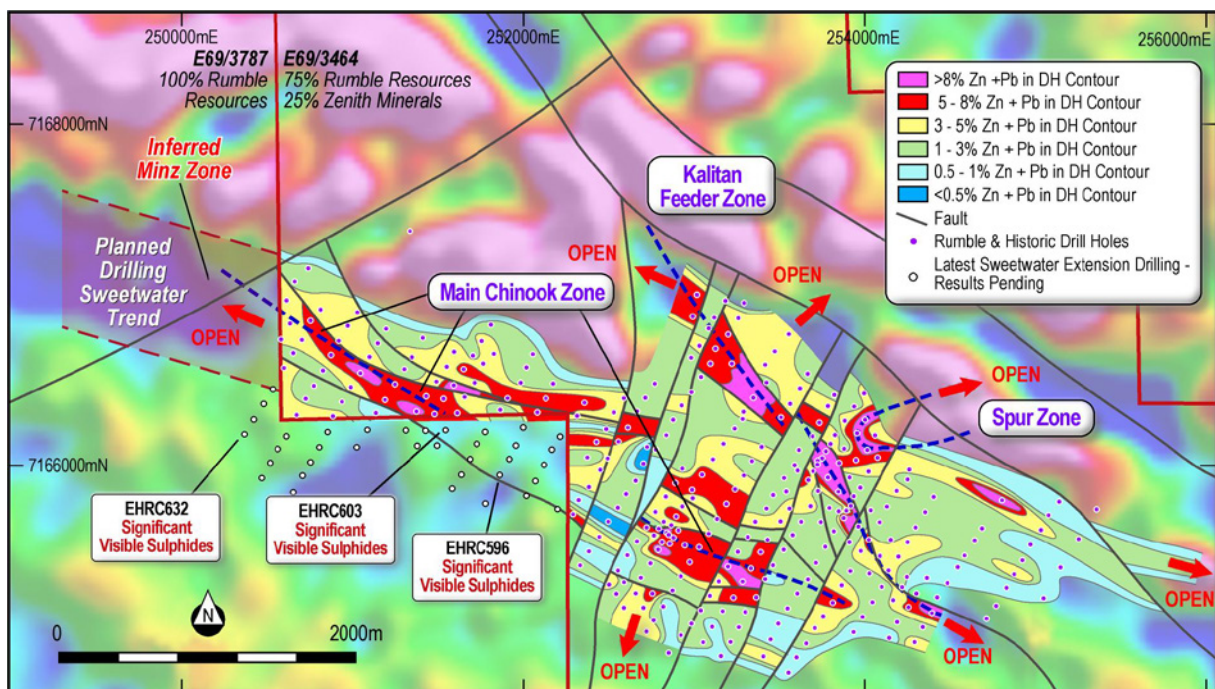 250000mE
252000mE
254000mE
256000mE
E69/3787
100% Rumble
Resources
E69/3464
75% Rumble Resources
25% Zenith Minerals
7168000mN
Inferred
Minz Zone
Kalitan
Feeder Zone
>8% Zn +Pb in DH Contour
5 - 8% Zn + Pb in DH Contour
3 - 5% Zn + Pb in DH Contour
1 - 3% Zn + Pb in DH Contour
0.5 - 1% Zn + Pb in DH Contour
<0.5% Zn + Pb in DH Contour
Fault
Rumble & Historic Drill Holes
Latest Sweetwater Extension Drilling -
Results Pending
Planned
Drilling
Sweetwater
Trend
OPEN
Main Chinook Zone
OPEN
OPEN
OPEN
Spur Zone
7166000mN
EHRC632
Significant
Visible Sulphides
EHRC603
Significant
Visible Sulphides
EHRC596
Significant
Visible Sulphides
N
0
2000m
OPEN
OPEN
OPEN